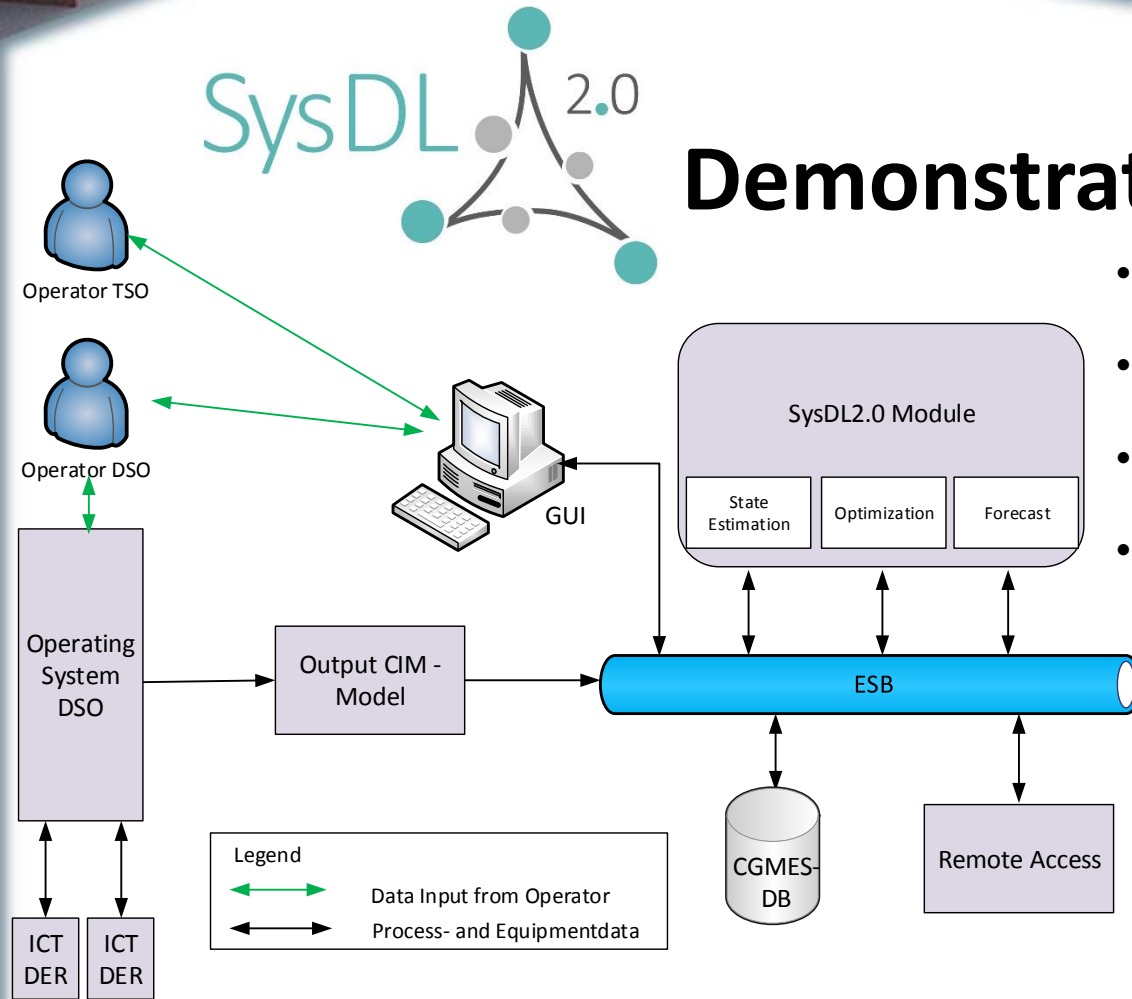 SysDL 2.0
Operator TSO
Operator DSO
SysDL2.0 Module
State
Estimation
Optimization
Forecast
GUI
Operating
System
DSO
Output CIM -
Model
ESB
CGMES-
DB
Remote Access
Legend
Data Input from Operator
Process- and Equipmentdata
ICT
DER
ICT
DER